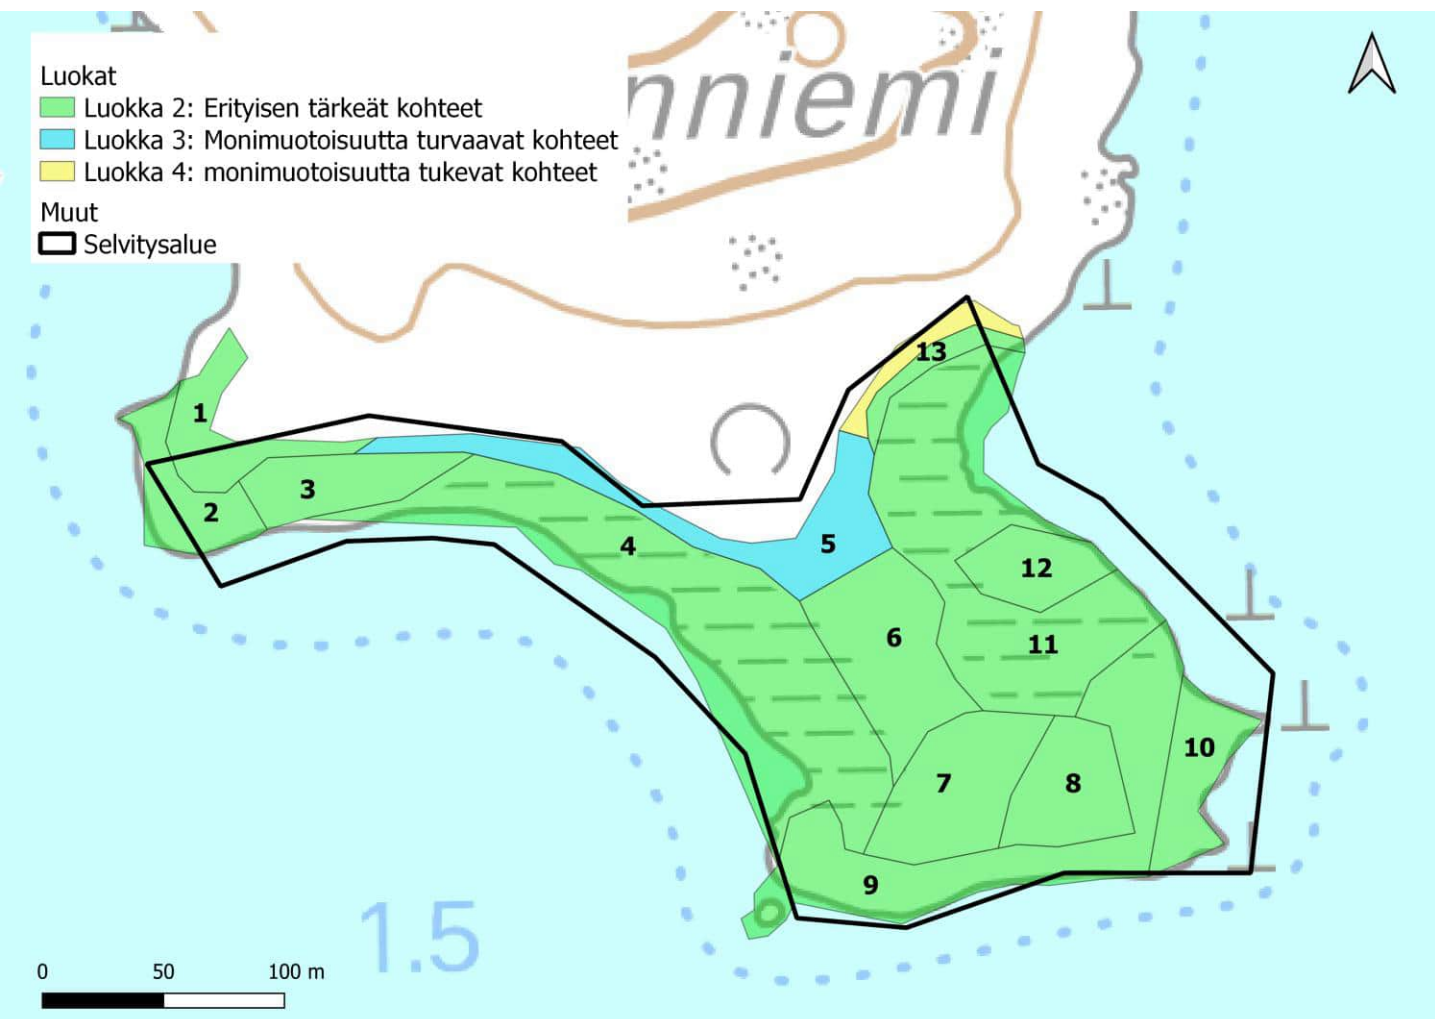 Luokat
Luokka 2: Erityisen tärkeät kohteet
Luokka 3: Monimuotoisuutta turvaavat kohteet
Luokka 4: monimuotoisuutta tukevat kohteet
Muut
Selvitysalue
nniemi
13
1
3
2
4
5
12
6
11
10
7
8
9
1.5
0 50 100 m